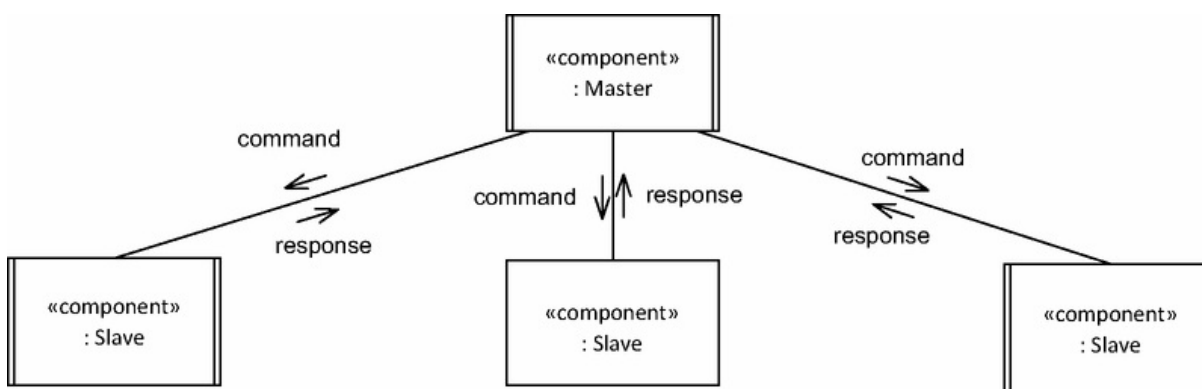 «component»
: Master
command
response
command
response
command
response
«component»
: Slave
«component»
: Slave
«component»
: Slave